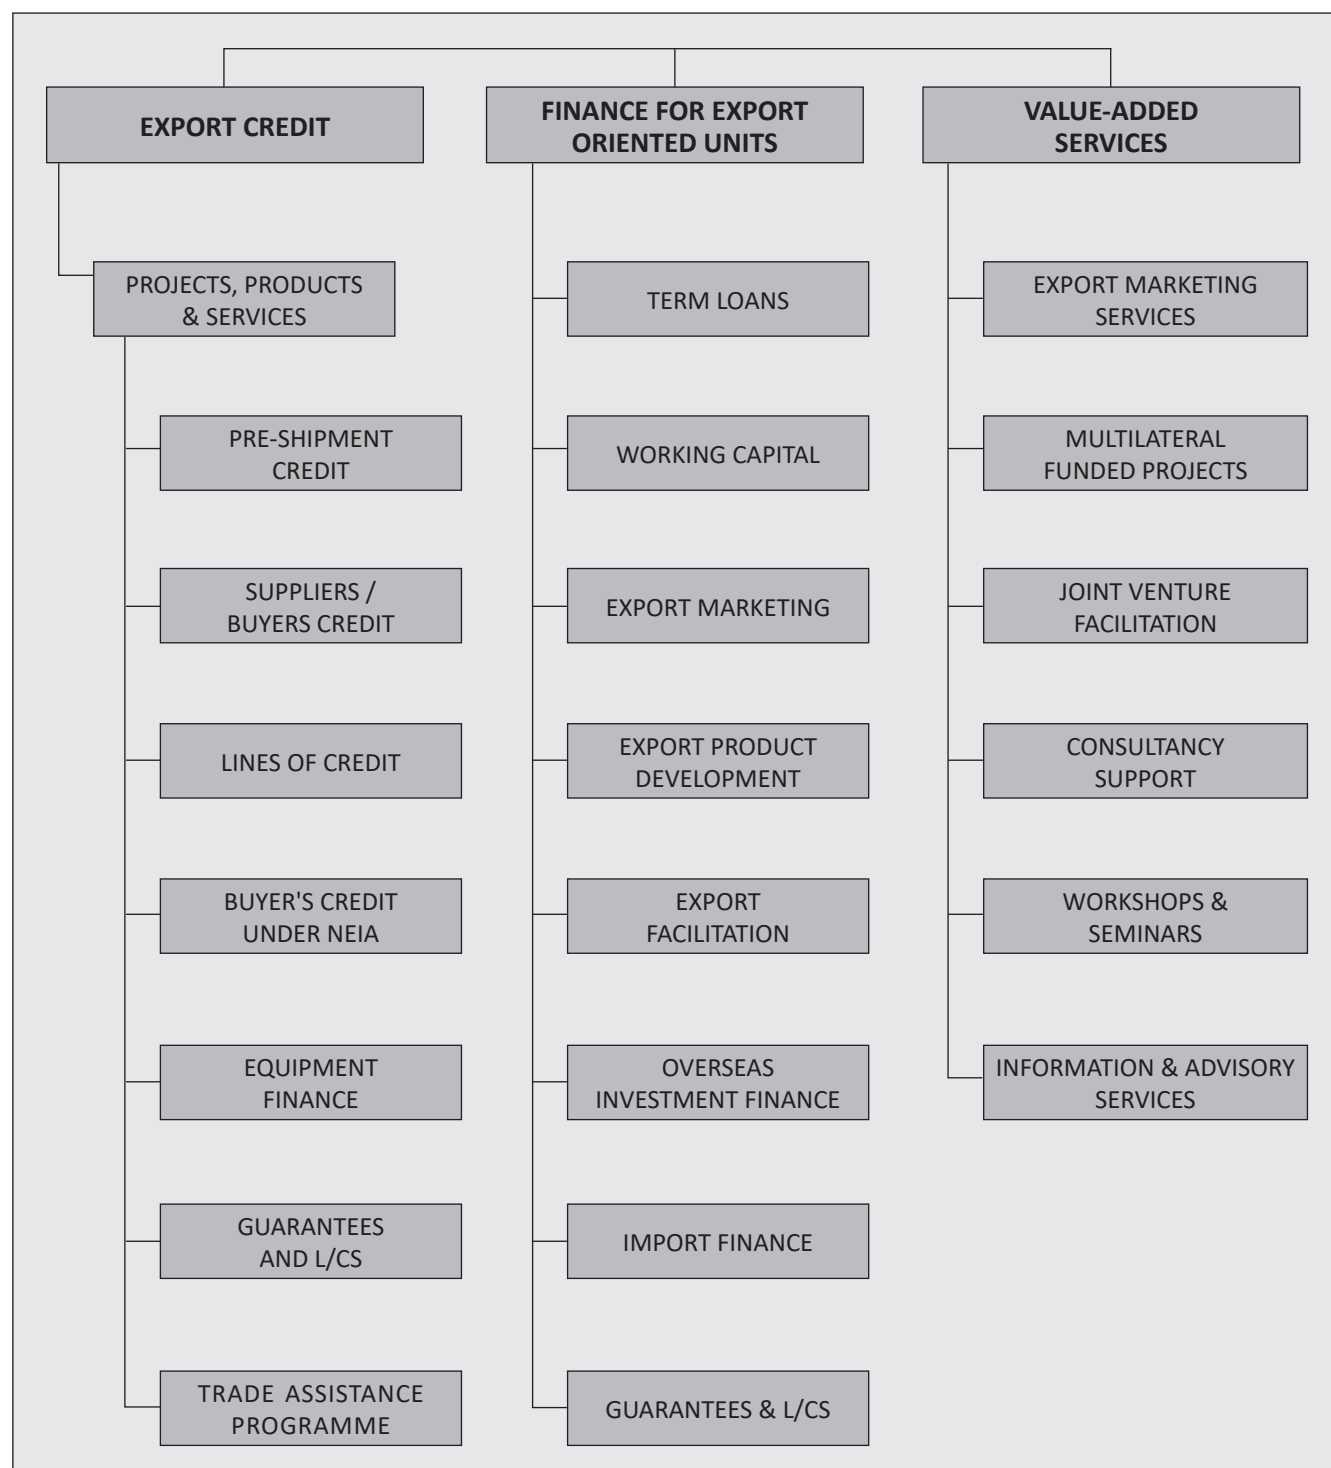 EXPORT CREDIT
FINANCE FOR EXPORT
ORIENTED UNITS
VALUE-ADDED
SERVICES
PROJECTS, PRODUCTS
& SERVICES
PRE-SHIPMENT
CREDIT
SUPPLIERS /
BUYERS CREDIT
LINES OF CREDIT
BUYER'S CREDIT
UNDER NEIA
EQUIPMENT
FINANCE
GUARANTEES
AND L/CS
TRADE ASSISTANCE
PROGRAMME
TERM LOANS
WORKING CAPITAL
EXPORT MARKETING
EXPORT PRODUCT
DEVELOPMENT
EXPORT
FACILITATION
OVERSEAS
INVESTMENT FINANCE
IMPORT FINANCE
GUARANTEES & L/CS
EXPORT MARKETING
SERVICES
MULTILATERAL
FUNDED PROJECTS
JOINT VENTURE
FACILITATION
CONSULTANCY
SUPPORT
WORKSHOPS &
SEMINARS
INFORMATION & ADVISORY
SERVICES